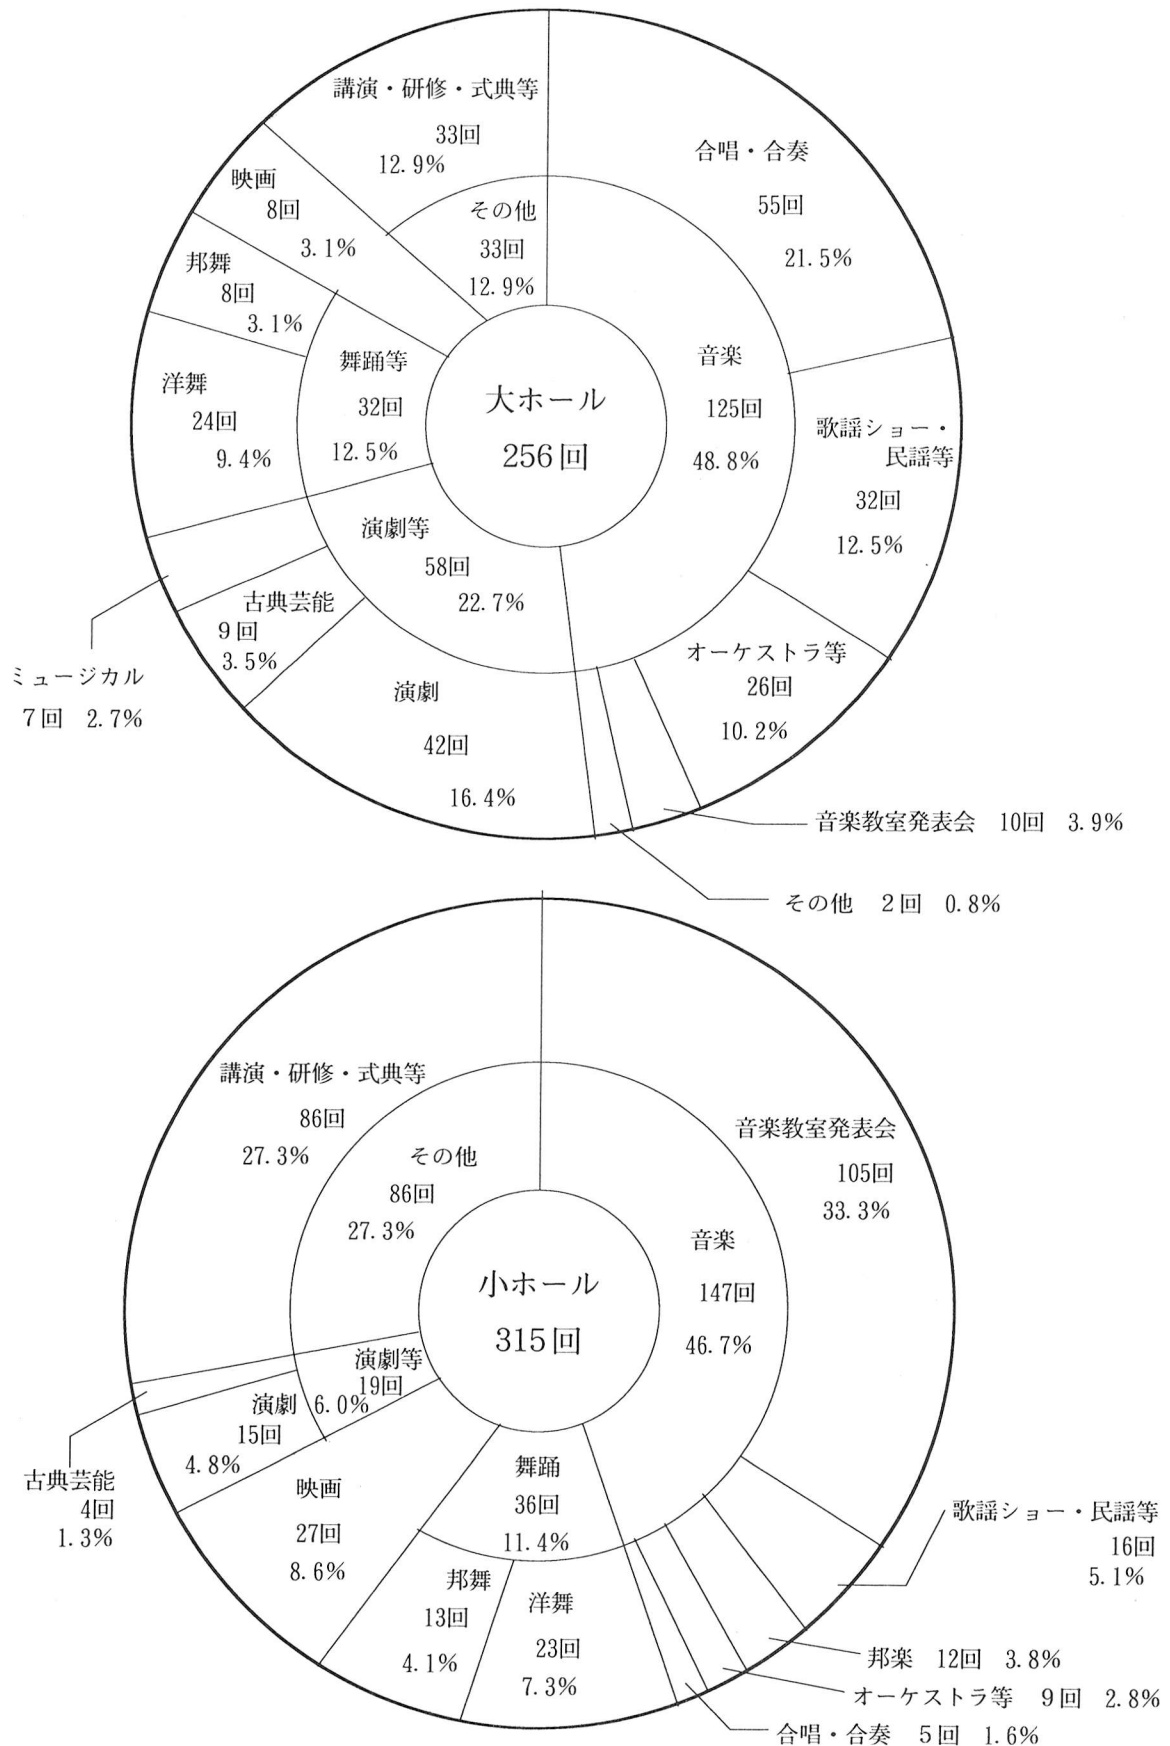 大ホール
256回
音楽
125回
48.8%
合唱・合奏
55回
21.5%
歌謡ショー・
民謡等
32回
12.5%
オーケストラ等
26回
10.2%
音楽教室発表会 10回 3.9%
その他 2回 0.8%
演劇等
58回
22.7%
演劇
42回
16.4%
古典芸能
9回
3.5%
ミュージカル
7回 2.7%
舞踊等
32回
12.5%
洋舞
24回
9.4%
邦舞
8回
3.1%
映画
8回
3.1%
その他
33回
12.9%
講演・研修・式典等
33回
12.9%
小ホール
315回
音楽
147回
46.7%
音楽教室発表会
105回
33.3%
歌謡ショー・民謡等
16回
5.1%
邦楽 12回 3.8%
オーケストラ等 9回 2.8%
合唱・合奏 5回 1.6%
舞踊
36回
11.4%
洋舞
23回
7.3%
邦舞
13回
4.1%
映画
27回
8.6%
演劇等
19回
6.0%
演劇
15回
4.8%
古典芸能
4回
1.3%
その他
86回
27.3%
講演・研修・式典等
86回
27.3%